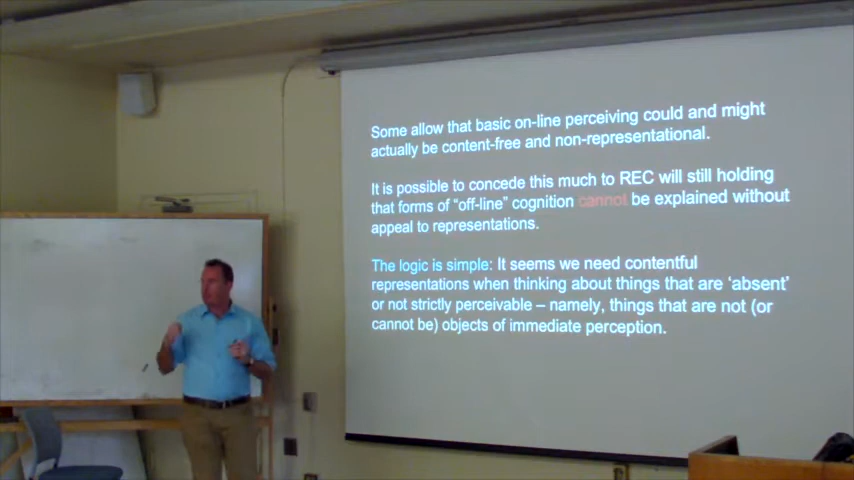 Some allow that basic on-line perceiving could and might
actually be content-free and non-representational.
It is possible to concede this much to REC will still holding
that forms of “off-line” cognition cannot be explained without
appeal to representations.
The logic is simple: It seems we need contentful
representations when thinking about things that are ‘absent’
or not strictly perceivable – namely, things that are not (or
cannot be) objects of immediate perception.